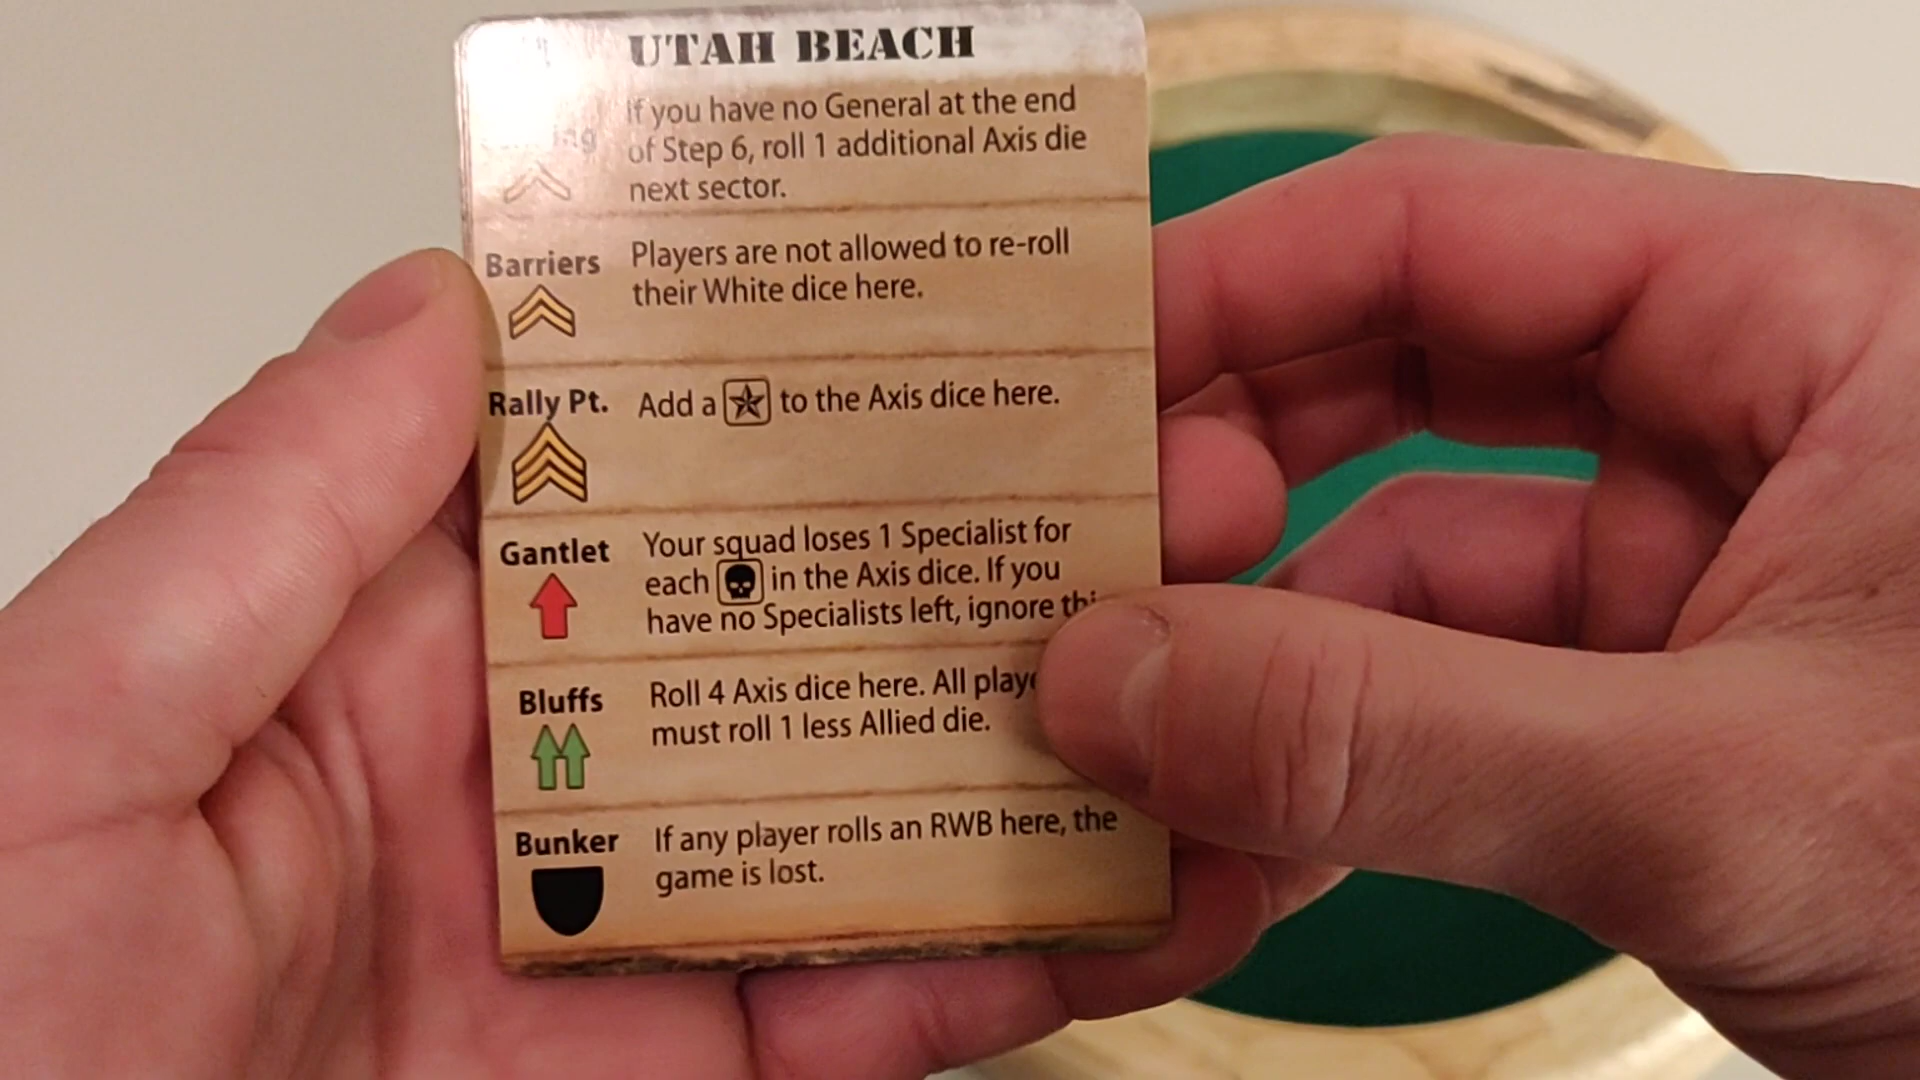 UTAH BEACH
If you have no General at the end
of Step 6, roll 1 additional Axis die
next sector.
Barriers
Players are not allowed to re-roll
their White dice here.
Rally Pt.
Add a to the Axis dice here.
Gantlet
Your squad loses 1 Specialist for
each in the Axis dice. If you
have no Specialists left, ignore
Bluffs
Roll 4 Axis dice here. All
must roll 1 less Allied die.
Bunker
If any player rolls an RWB here, the
game is lost.